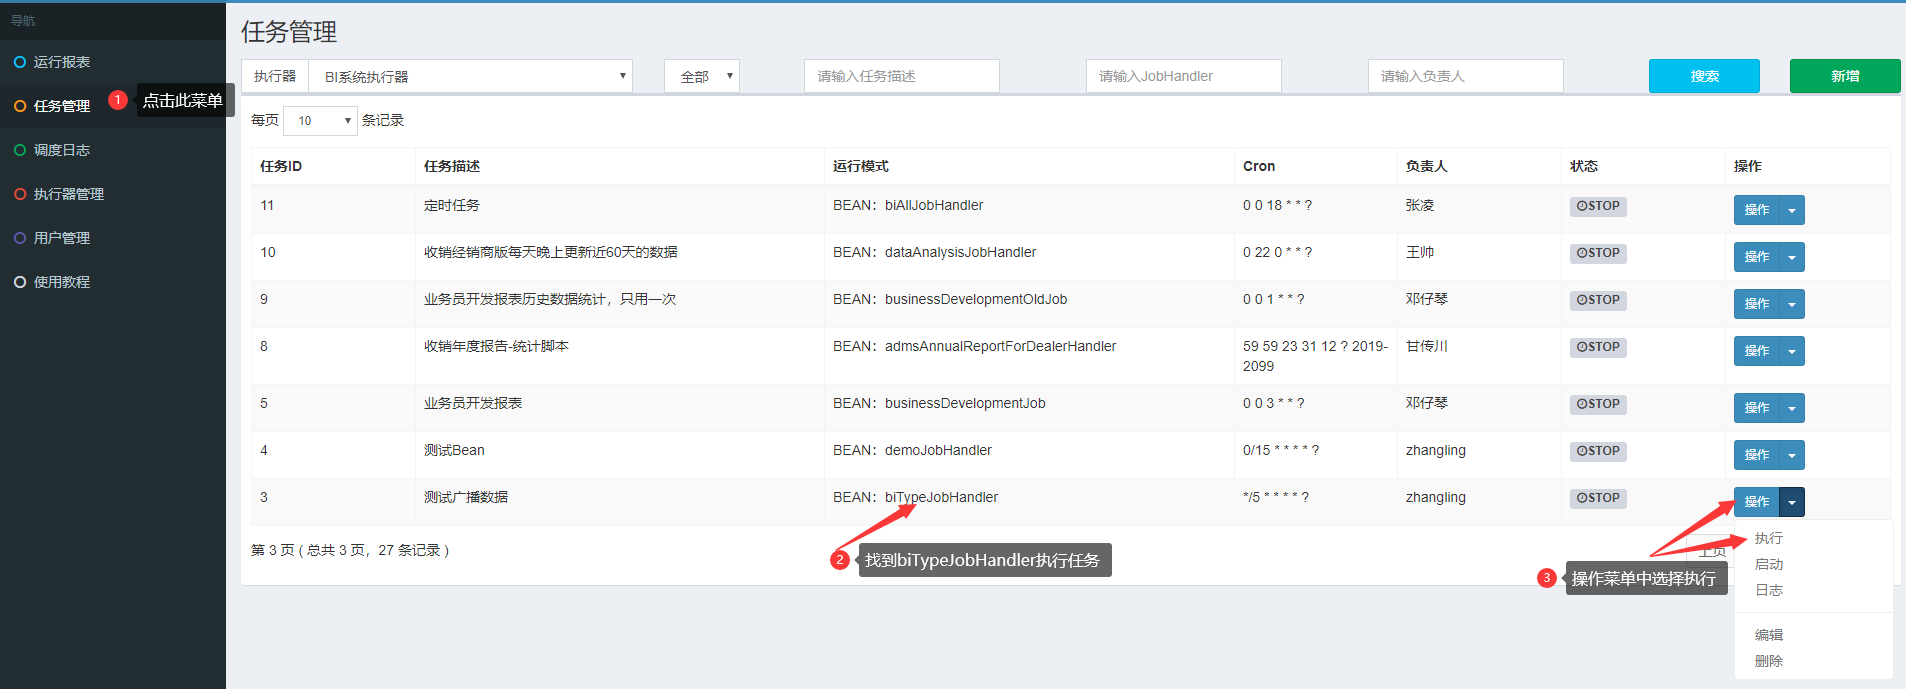 导航
运行报表
任务管理
1 点击此菜单
调度日志
执行器管理
用户管理
使用教程
任务管理
执行器 BI系统执行器 全部 请输入任务描述 请输入JobHandler 请输入负责人 搜索 新增
每页 10 条记录
任务ID 任务描述 运行模式 Cron 负责人 状态 操作
11 定时任务 BEAN：biAllJobHandler 0 0 18 * * ? 张凌 STOP 操作
10 收销经销商版每天晚上更新近60天的数据 BEAN：dataAnalysisJobHandler 0 22 0 * * ? 王帅 STOP 操作
9 业务员开发报表历史数据统计，只用一次 BEAN：businessDevelopmentOldJob 0 0 1 * * ? 邓仔琴 STOP 操作
8 收销年度报告-统计脚本 BEAN：admsAnnualReportForDealerHandler 59 59 23 31 12 ? 2019- 甘传川 STOP 操作
2099
5 业务员开发报表 BEAN：businessDevelopmentJob 0 0 3 * * ? 邓仔琴 STOP 操作
4 测试Bean BEAN：demoJobHandler 0/15 * * * * ? zhangling STOP 操作
3 测试广播数据 BEAN：biTypeJobHandler */5 * * * * ? zhangling STOP 操作
第 3 页 ( 总共 3 页，27 条记录 )
2 找到biTypeJobHandler执行任务
上页
3 操作菜单中选择执行
执行
启动
日志
编辑
删除